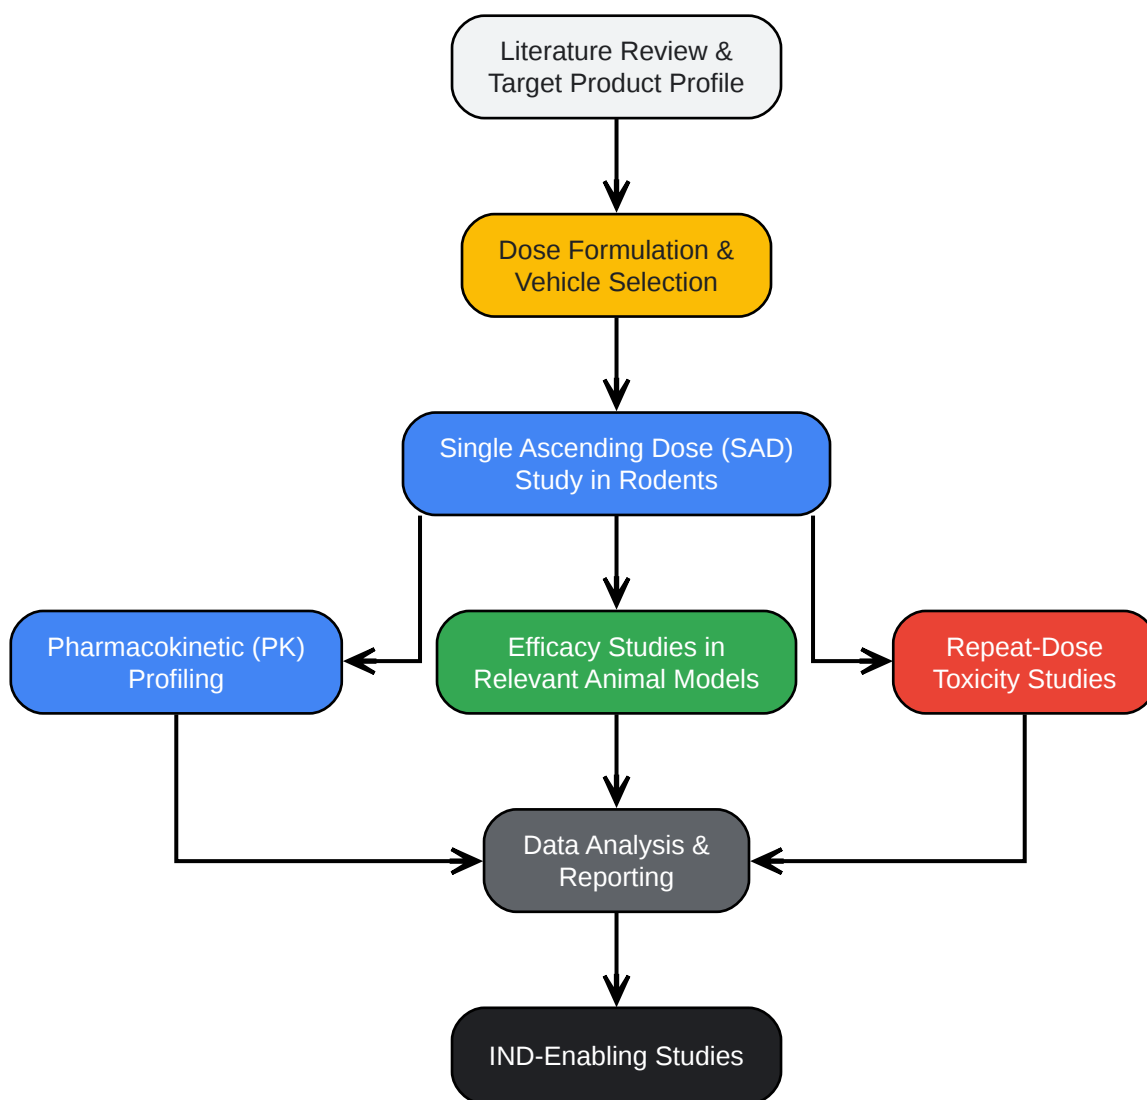 Literature Review &
Target Product Profile
Dose Formulation &
Vehicle Selection
Single Ascending Dose (SAD)
Study in Rodents
Pharmacokinetic (PK)
Profiling
Efficacy Studies in
Relevant Animal Models
Repeat-Dose
Toxicity Studies
Data Analysis &
Reporting
IND-Enabling Studies